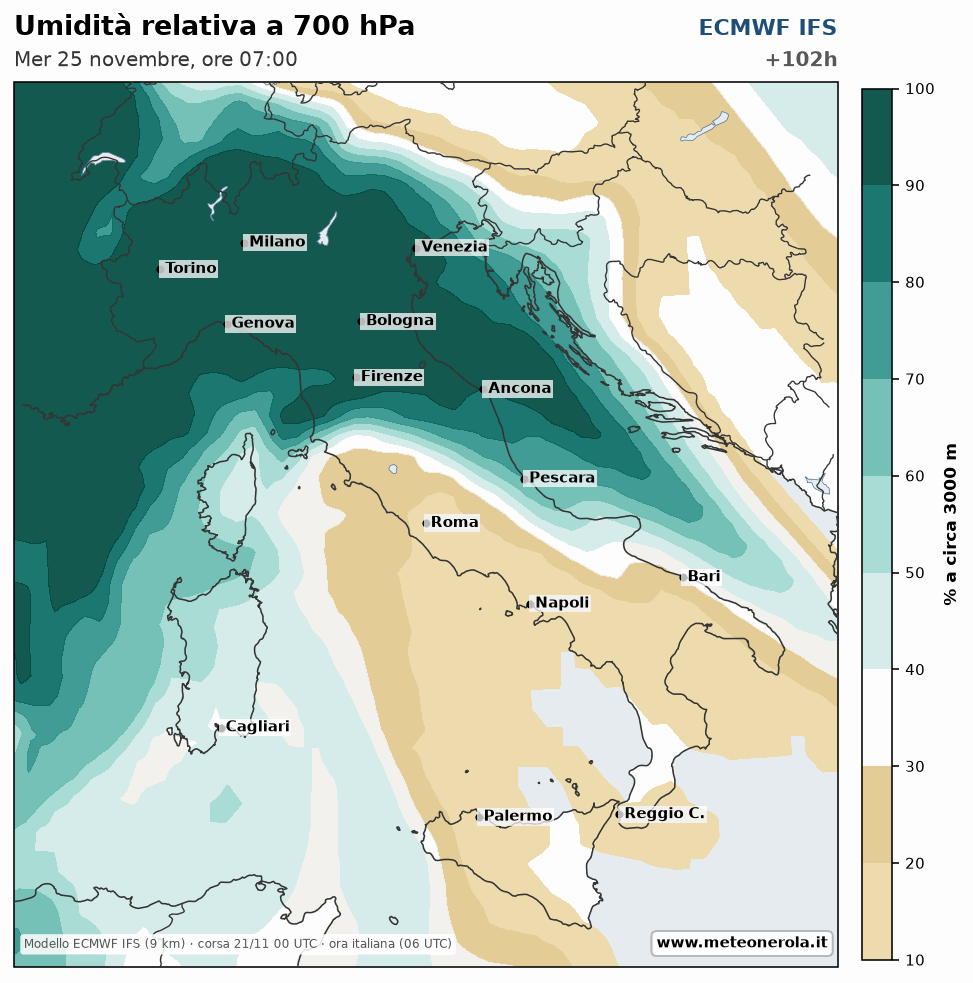 Umidità relativa a 700 hPa
ECMWF IFS
Mer 25 novembre, ore 07:00
+102h
Milano
Venezia
Torino
Genova
Bologna
Firenze
Ancona
Pescara
Roma
Bari
Napoli
Cagliari
Palermo
Reggio C.
100
90
80
70
60
50
40
30
20
10
% a circa 3000 m
Modello ECMWF IFS (9 km) · corsa 21/11 00 UTC · ora italiana (06 UTC)
www.meteonerola.it